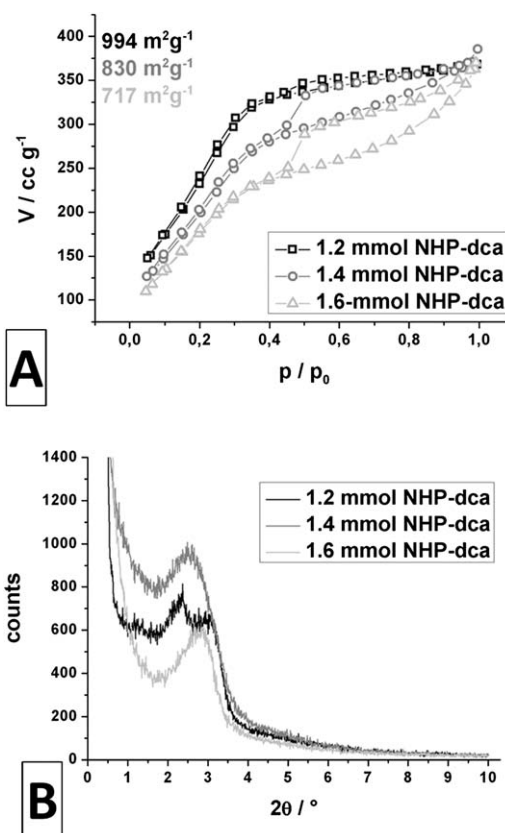 994 m²g⁻¹
830 m²g⁻¹
717 m²g⁻¹
V / cc g⁻¹
400
350
300
250
200
150
100
1.2 mmol NHP-dca
1.4 mmol NHP-dca
1.6-mmol NHP-dca
0,0 0,2 0,4 0,6 0,8 1,0
p / p₀
A
1400
1200
1000
800
600
400
200
0
counts
1.2 mmol NHP-dca
1.4 mmol NHP-dca
1.6 mmol NHP-dca
0 1 2 3 4 5 6 7 8 9 10
2θ / °
B